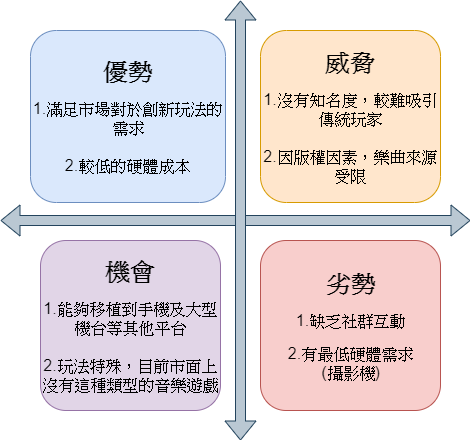 優勢
1.滿足市場對於創新玩法的
需求
2.較低的硬體成本
威脅
1.沒有知名度，較難吸引
傳統玩家
2.因版權因素，樂曲來源
受限
機會
1.能夠移植到手機及大型
機台等其他平台
2.玩法特殊，目前市面上
沒有這種類型的音樂遊戲
劣勢
1.缺乏社群互動
2.有最低硬體需求
(攝影機)